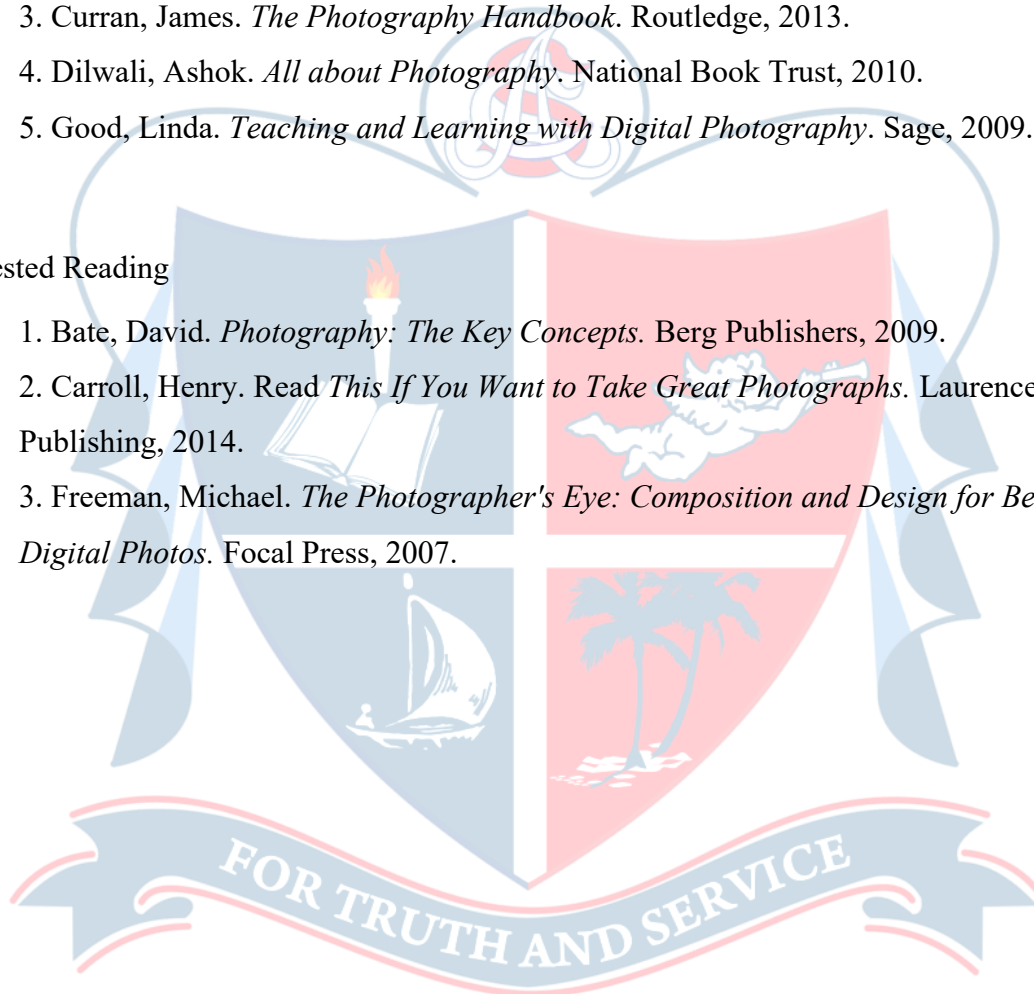 3. Curran, James. The Photography Handbook. Routledge, 2013.
4. Dilwali, Ashok. All about Photography. National Book Trust, 2010.
5. Good, Linda. Teaching and Learning with Digital Photography. Sage, 2009.
ested Reading
1. Bate, David. Photography: The Key Concepts. Berg Publishers, 2009.
2. Carroll, Henry. Read This If You Want to Take Great Photographs. Laurence
Publishing, 2014.
3. Freeman, Michael. The Photographer's Eye: Composition and Design for Be
Digital Photos. Focal Press, 2007.
FOR TRUTH AND SERVICE